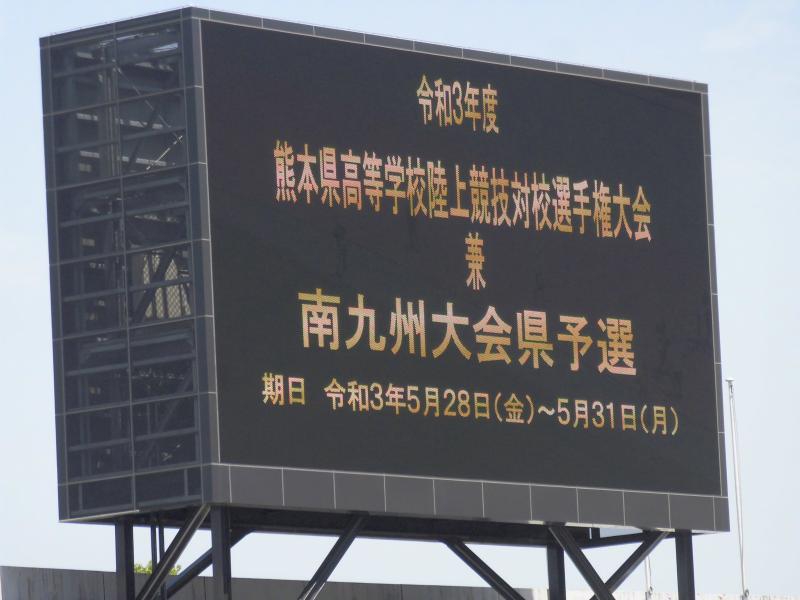 令和3年度
熊本県高等学校陸上競技対校選手権大会
兼
南九州大会県予選
期日 令和3年5月28日(金)～5月31日(月)